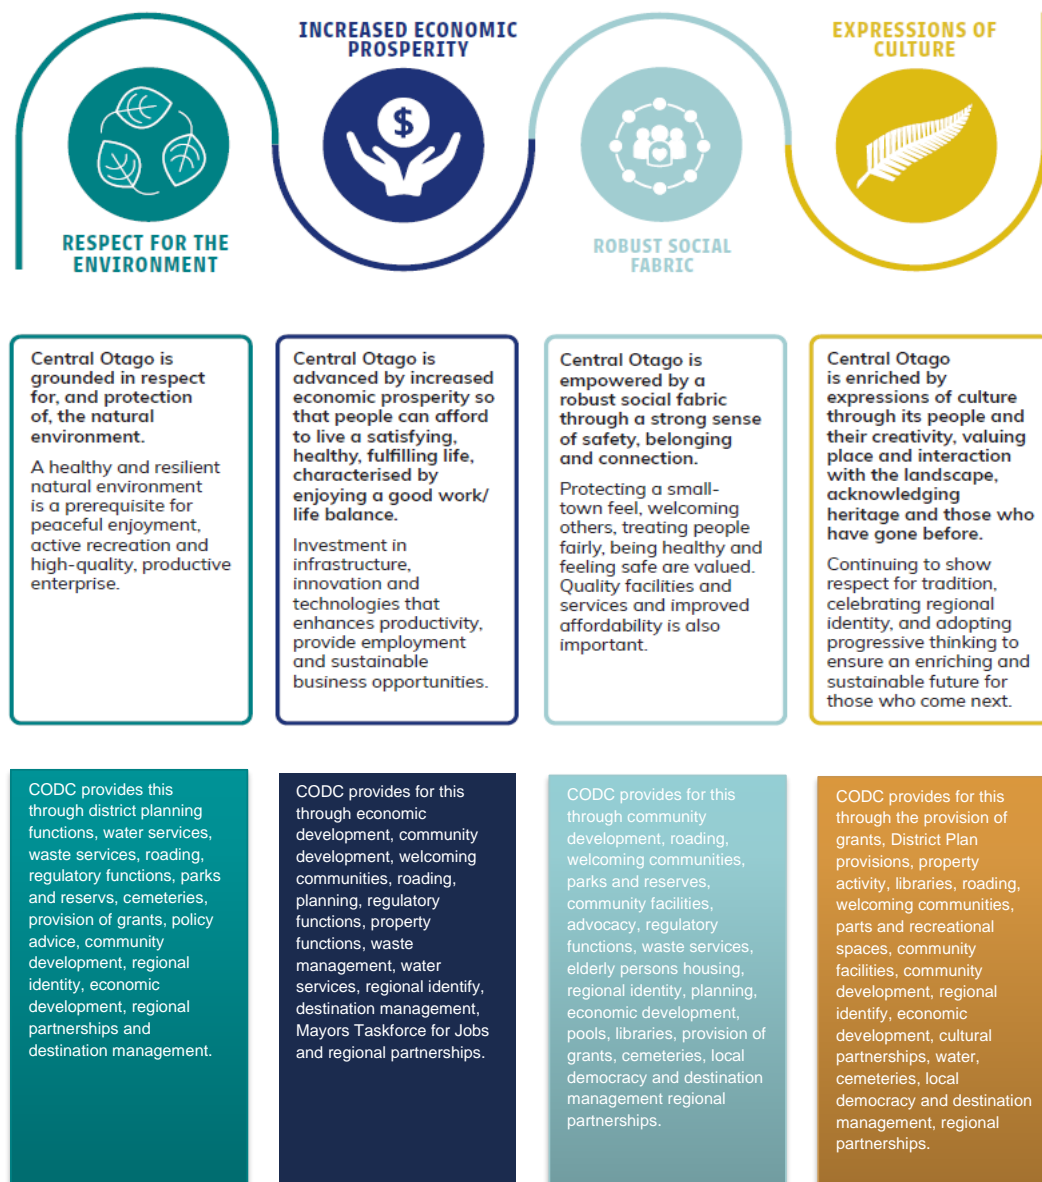 INCREASED ECONOMIC
PROSPERITY
EXPRESSIONS OF
CULTURE
$
RESPECT FOR THE
ENVIRONMENT
ROBUST SOCIAL
FABRIC
Central Otago is
grounded in respect
for, and protection
of, the natural
environment.
A healthy and resilient
natural environment
is a prerequisite for
peaceful enjoyment,
active recreation and
high-quality, productive
enterprise.
Central Otago is
advanced by increased
economic prosperity so
that people can afford
to live a satisfying,
healthy, fulfilling life,
characterised by
enjoying a good work/
life balance.
Investment in
infrastructure,
innovation and
technologies that
enhances productivity,
provide employment
and sustainable
business opportunities.
Central Otago is
empowered by a
robust social fabric
through a strong sense
of safety, belonging
and connection.
Protecting a small-
town feel, welcoming
others, treating people
fairly, being healthy and
feeling safe are valued.
Quality facilities and
services and improved
affordability is also
important.
Central Otago
is enriched by
expressions of culture
through its people and
their creativity, valuing
place and interaction
with the landscape,
acknowledging
heritage and those who
have gone before.
Continuing to show
respect for tradition,
celebrating regional
identity, and adopting
progressive thinking to
ensure an enriching and
sustainable future for
those who come next.
CODC provides this
through district planning
functions, water services,
waste services, roading,
regulatory functions, parks
and reservs, cemeteries,
provision of grants, policy
advice, community
development, regional
identity, economic
development, regional
partnerships and
destination management.
CODC provides for this
through economic
development, community
development, welcoming
communities, roading,
planning, regulatory
functions, property
functions, waste
management, water
services, regional identify,
destination management,
Mayors Taskforce for Jobs
and regional partnerships.
CODC provides for this
through community
development, roading,
welcoming communities,
parks and reserves,
community facilities,
advocacy, regulatory
functions, waste services,
elderly persons housing,
regional identity, planning,
economic development,
pools, libraries, provision of
grants, cemeteries, local
democracy and destination
management regional
partnerships.
CODC provides for this
through the provision of
grants, District Plan
provisions, property
activity, libraries, roading,
welcoming communities,
parts and recreational
spaces, community
facilities, community
development, regional
identify, economic
development, cultural
partnerships, water,
cemeteries, local
democracy and destination
management, regional
partnerships.